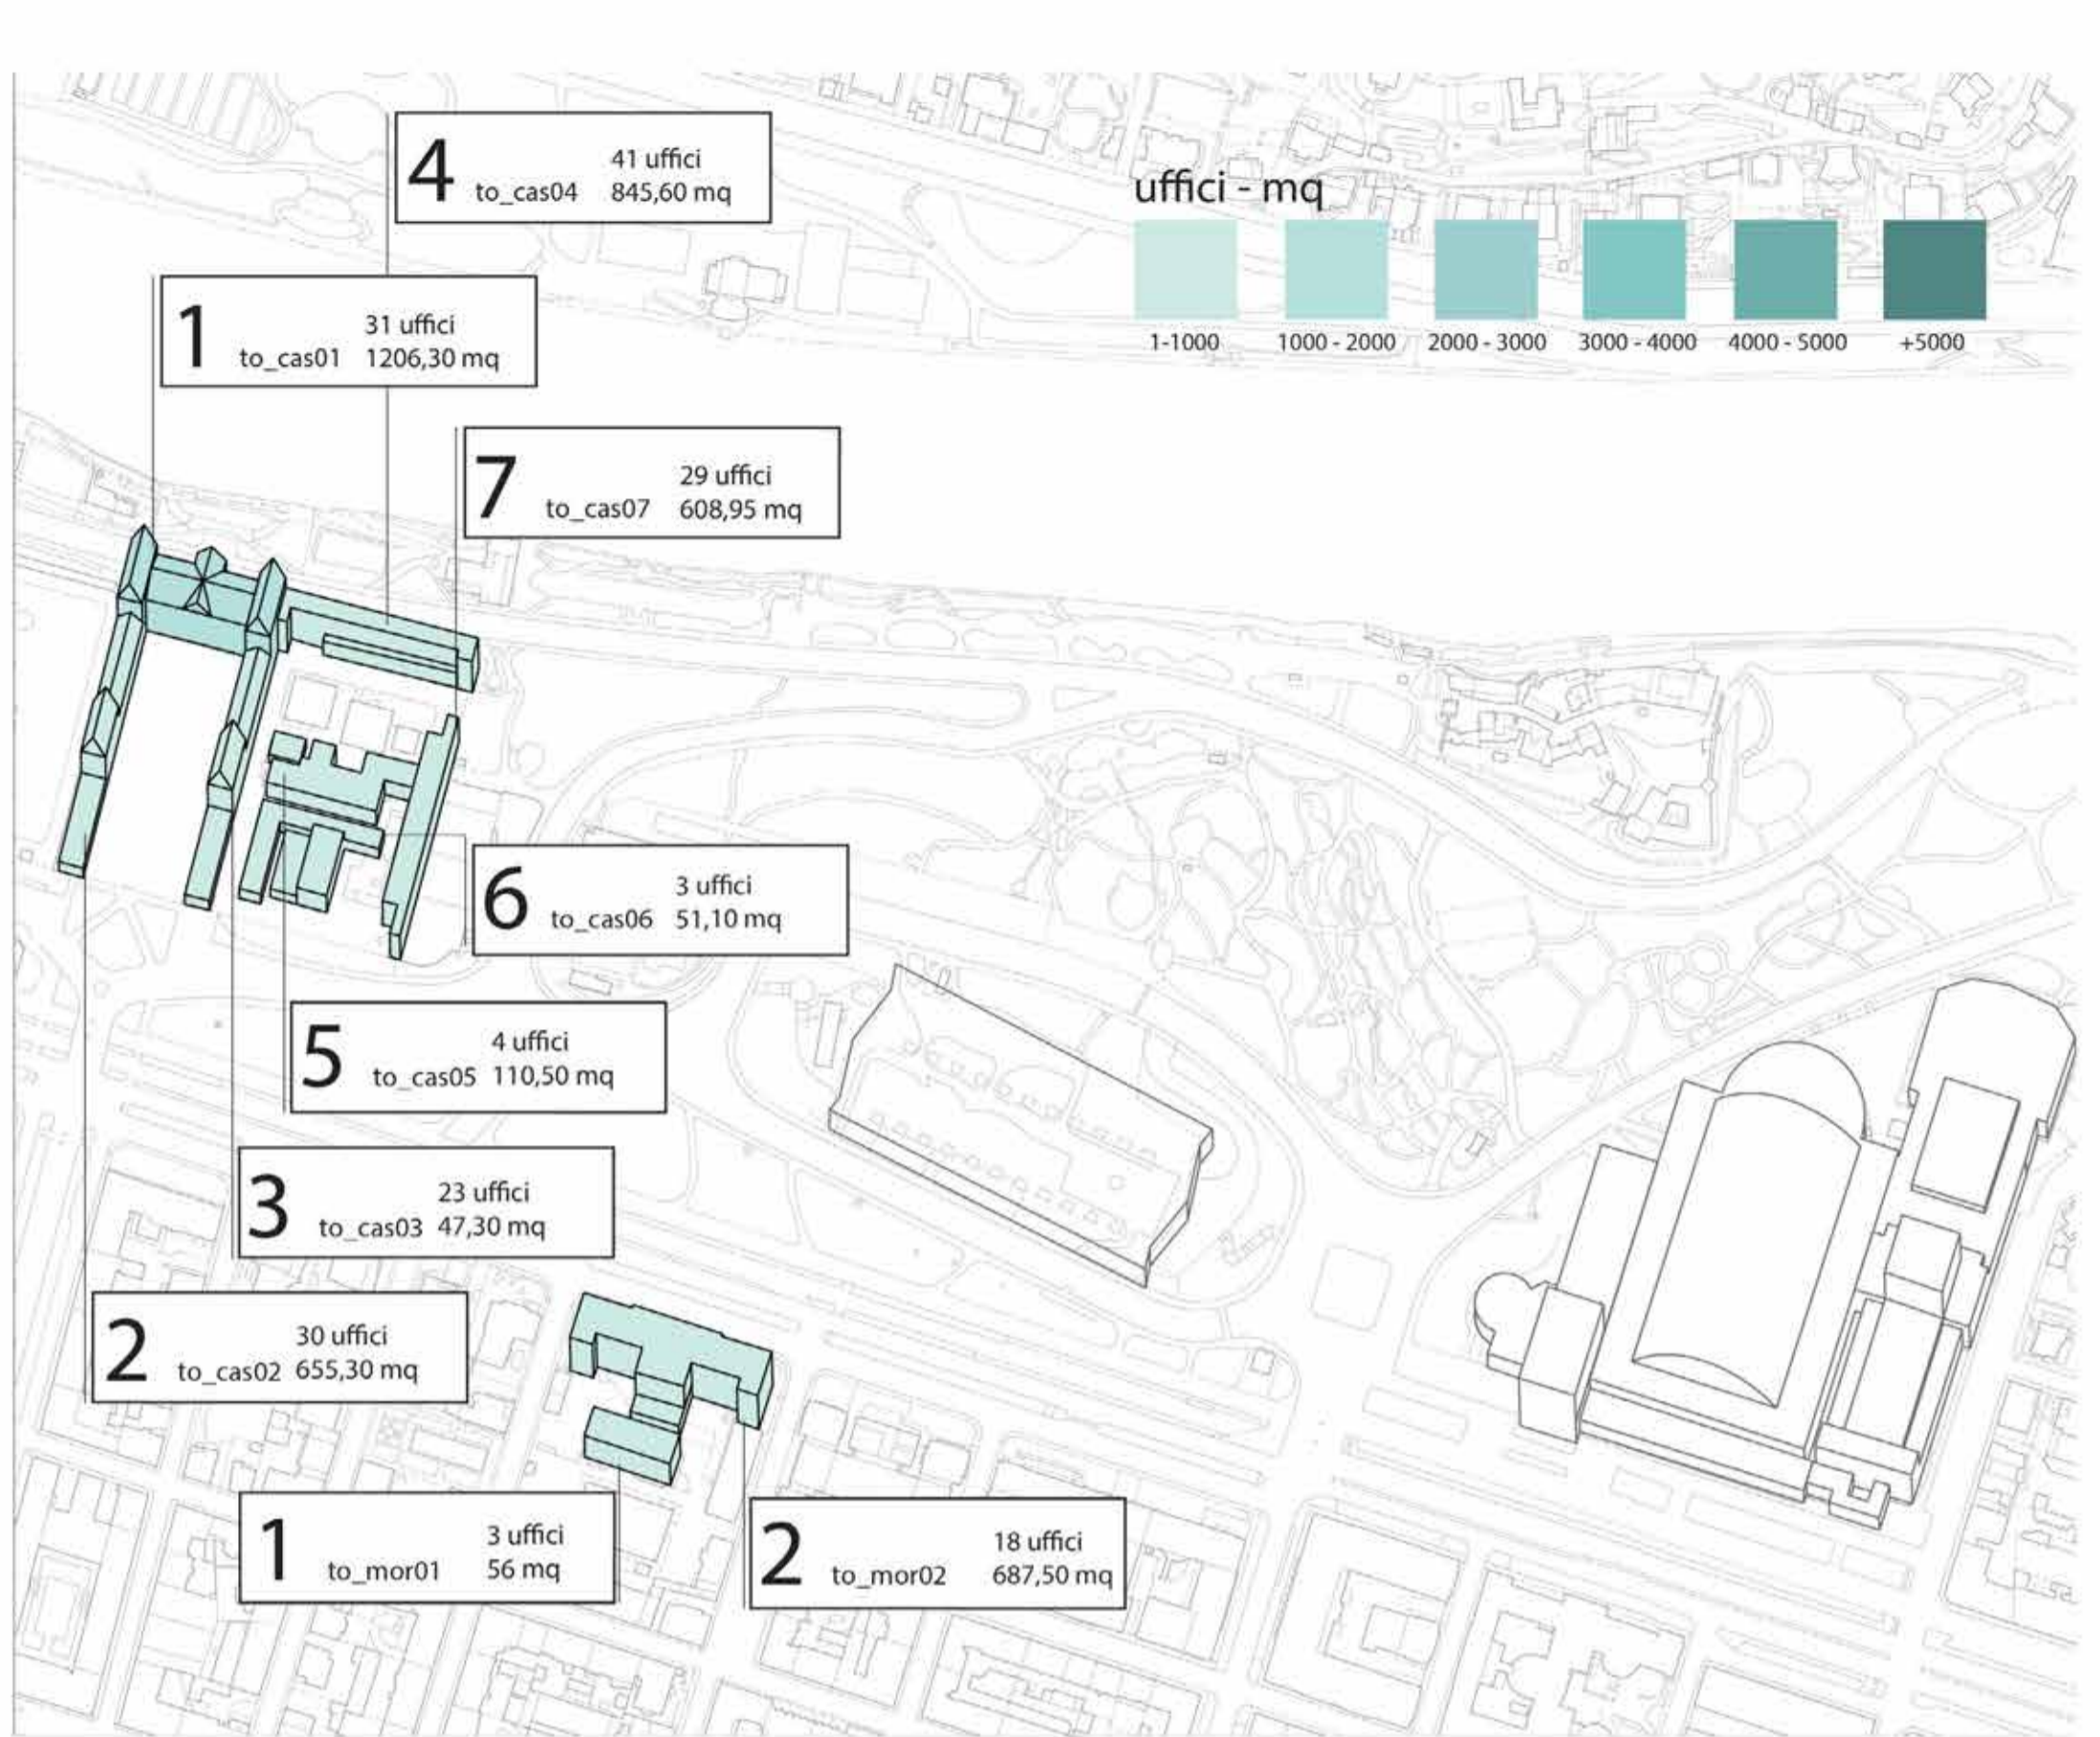 4
41 uffici
to_cas04 845,60 mq
uffici - mq
1-1000 1000 - 2000 2000 - 3000 3000 - 4000 4000 - 5000 +5000
1
31 uffici
to_cas01 1206,30 mq
7
29 uffici
to_cas07 608,95 mq
6
3 uffici
to_cas06 51,10 mq
5
4 uffici
to_cas05 110,50 mq
3
23 uffici
to_cas03 47,30 mq
2
30 uffici
to_cas02 655,30 mq
1
3 uffici
to_mor01 56 mq
2
18 uffici
to_mor02 687,50 mq